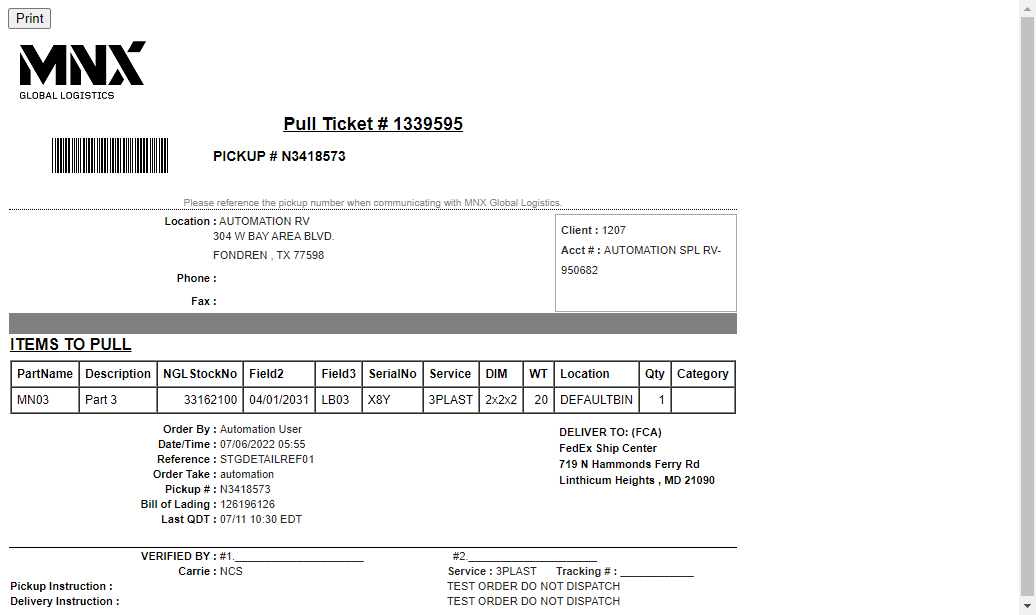 Print
MNX
GLOBAL LOGISTICS
Pull Ticket # 1339595
PICKUP # N3418573
Please reference the pickup number when communicating with MNX Global Logistics.
Location : AUTOMATION RV
304 W BAY AREA BLVD.
FONDREN , TX 77598
Phone :
Fax :
Client : 1207
Acct # : AUTOMATION SPL RV-
950682
ITEMS TO PULL
PartName Description NGLStockNo Field2 Field3 SerialNo Service DIM WT Location Qty Category
MN03 Part 3 33162100 04/01/2031 LB03 X8Y 3PLAST 2x2x2 20 DEFAULTBIN 1
Order By : Automation User
Date/Time : 07/06/2022 05:55
Reference : STGDETAILREF01
Order Take : automation
Pickup # : N3418573
Bill of Lading : 126196126
Last QDT : 07/11 10:30 EDT
DELIVER TO: (FCA)
FedEx Ship Center
719 N Hammonds Ferry Rd
Linthicum Heights , MD 21090
VERIFIED BY : #1._____________________ #2._____________________
Carrie : NCS Service : 3PLAST Tracking # : ____________
Pickup Instruction : TEST ORDER DO NOT DISPATCH
Delivery Instruction : TEST ORDER DO NOT DISPATCH